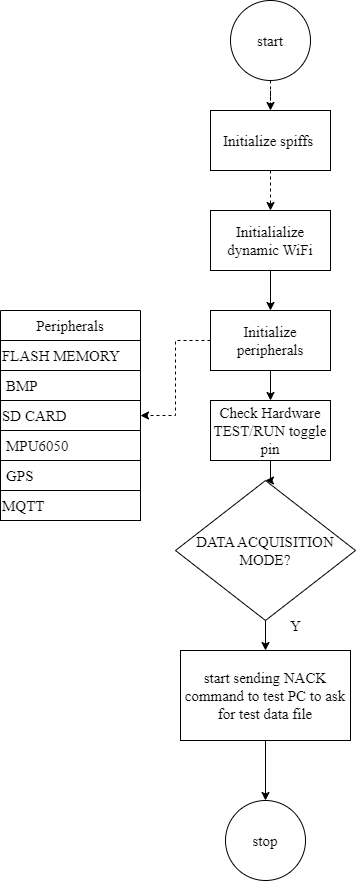 start
Initialize spiffs
Initialialize
dynamic WiFi
Initialize
peripherals
Peripherals
FLASH MEMORY
BMP
SD CARD
MPU6050
GPS
MQTT
Check Hardware
TEST/RUN toggle
pin
DATA ACQUISITION
MODE?
Y
start sending NACK
command to test PC to ask
for test data file
stop